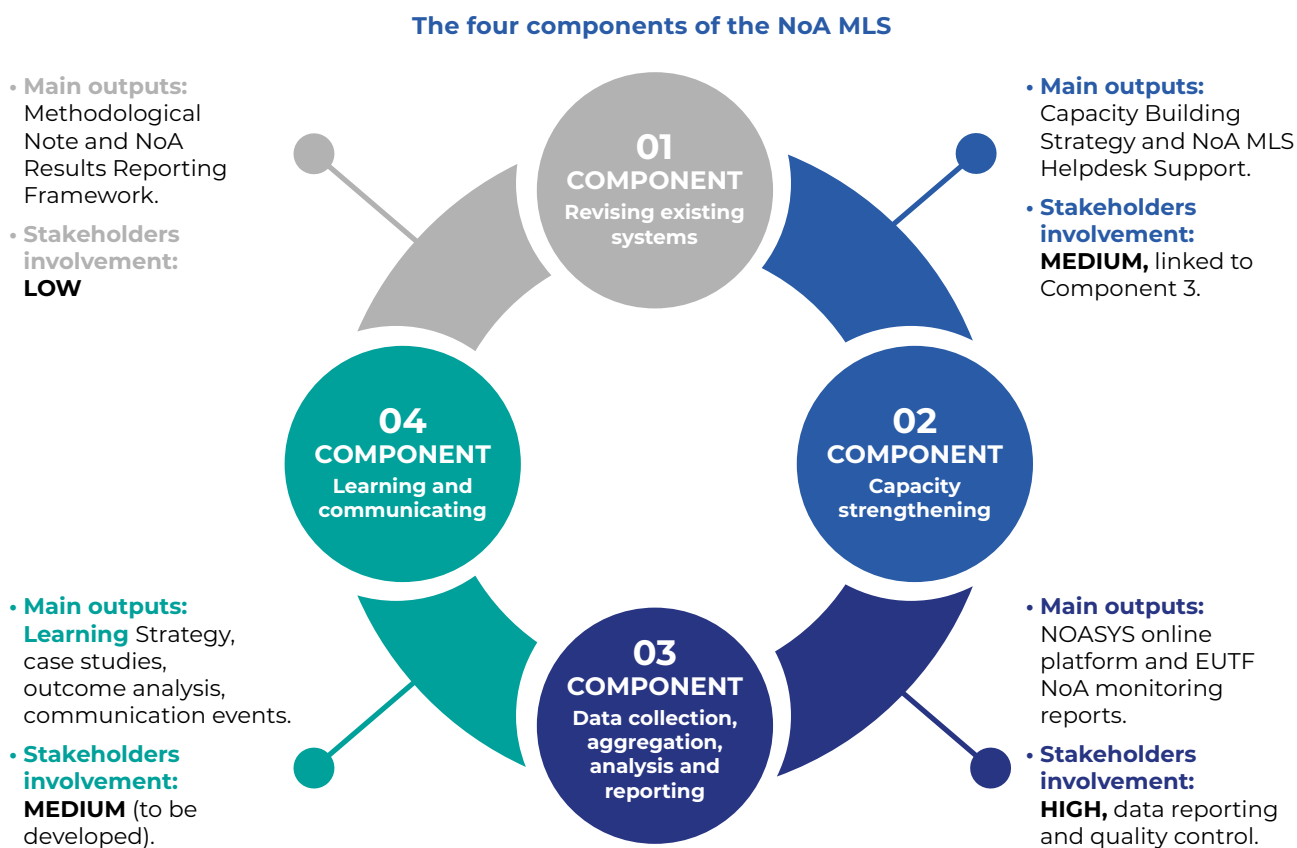 The four components of the NoA MLS
• Main outputs:
Methodological
Note and NoA
Results Reporting
Framework.
• Stakeholders
involvement:
LOW
01
COMPONENT
Revising existing
systems
• Main outputs:
Capacity Building
Strategy and NoA MLS
Helpdesk Support.
• Stakeholders
involvement:
MEDIUM, linked to
Component 3.
04
COMPONENT
Learning and
communicating
02
COMPONENT
Capacity
strengthening
• Main outputs:
Learning Strategy,
case studies,
outcome analysis,
communication events.
• Stakeholders
involvement:
MEDIUM (to be
developed).
03
COMPONENT
Data collection,
aggregation,
analysis and
reporting
• Main outputs:
NOASYS online
platform and EUTF
NoA monitoring
reports.
• Stakeholders
involvement:
HIGH, data reporting
and quality control.